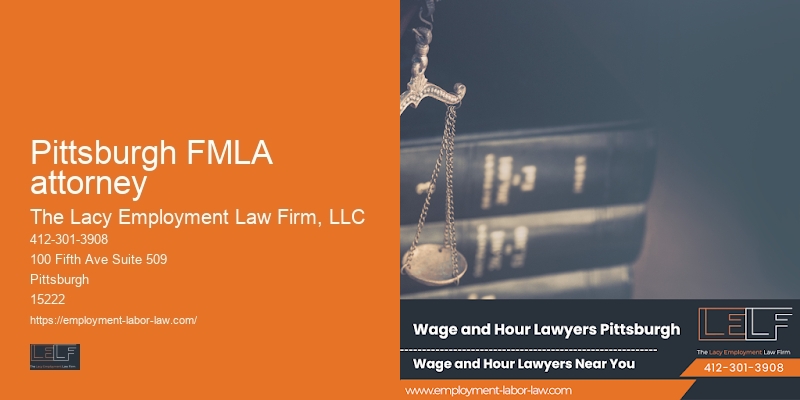 Pittsburgh FMLA
attorney
The Lacy Employment Law Firm, LLC
412-301-3908
100 Fifth Ave Suite 509
Pittsburgh
15222
https://employment-labor-law.com/
LELF
The Lacy Employment Law Firm
Wage and Hour Lawyers Pittsburgh
Wage and Hour Lawyers Near You
www.employment-labor-law.com
LELF
The Lacy Employment Law Firm
412-301-3908